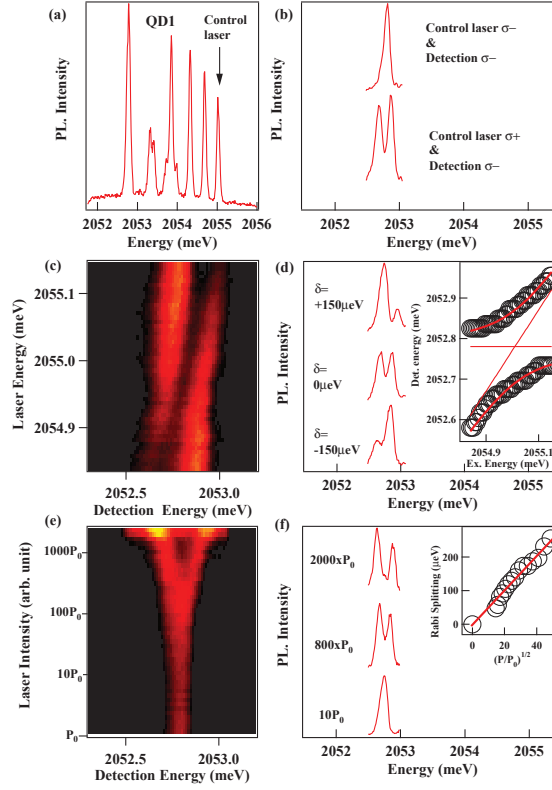 (a)
QD1
Control
laser
PL. Intensity
2052 2053 2054 2055 2056
Energy (meV)
(b)
Control laser σ−
&
Detection σ−
Control laser σ+
&
Detection σ−
PL. Intensity
2052 2053 2054 2055
Energy (meV)
(c)
Laser Energy (meV)
2055.1
2055.0
2054.9
2052.5 2053.0
Detection Energy (meV)
(d)
δ=
+150μeV
δ=
0μeV
δ=
-150μeV
PL. Intensity
2052 2053 2054 2055
Energy (meV)
Det. energy (meV)
2052.9
2052.8
2052.7
2052.6
2054.9 2055.1
Ex. Energy (meV)
(e)
Laser Intensity (arb. unit)
1000P₀
100P₀
10P₀
P₀
2052.5 2053.0
Detection Energy (meV)
(f)
2000xP₀
800xP₀
10P₀
PL. Intensity
2052 2053 2054 2055
Energy (meV)
Rabi Splitting (μeV)
200
100
0
0 20 40
(P/P₀)^1/2